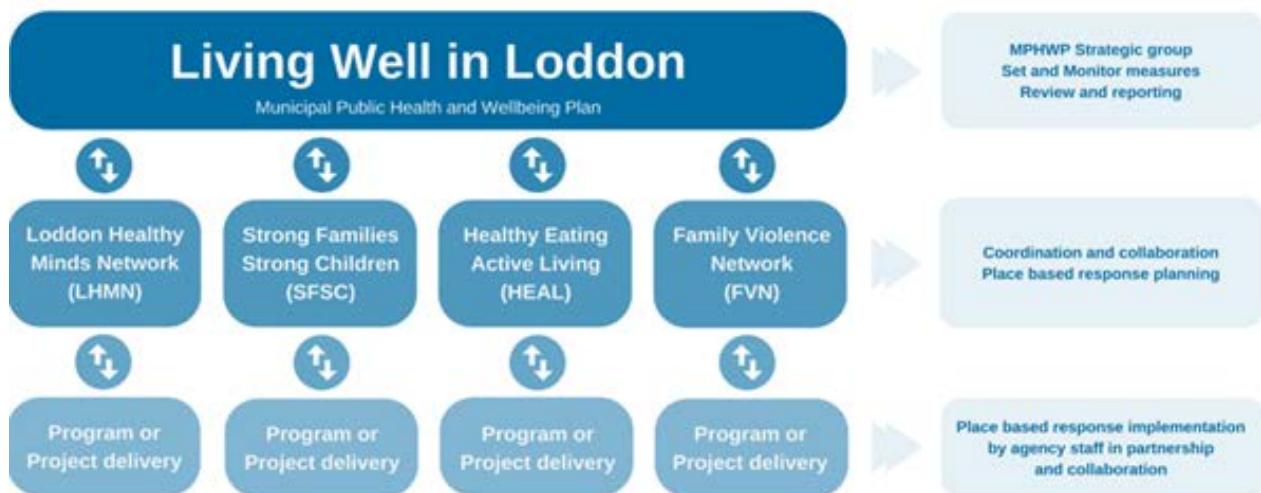 Living Well in Loddon
Municipal Public Health and Wellbeing Plan
MPHWP Strategic group
Set and Monitor measures
Review and reporting
Loddon Healthy
Minds Network
(LHMN)
Strong Families
Strong Children
(SFSC)
Healthy Eating
Active Living
(HEAL)
Family Violence
Network
(FVN)
Coordination and collaboration
Place based response planning
Program or
Project delivery
Program or
Project delivery
Program or
Project delivery
Program or
Project delivery
Place based response implementation
by agency staff in partnership
and collaboration